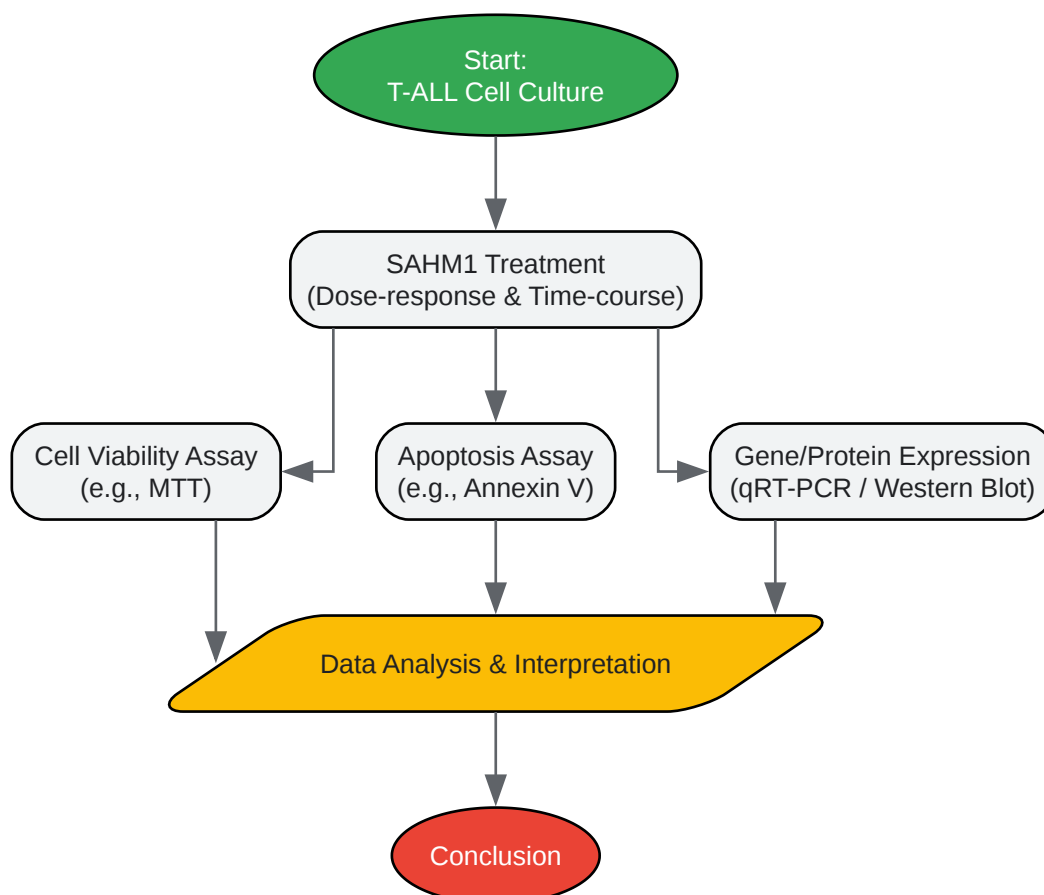 Start:
T-ALL Cell Culture
SAHM1 Treatment
(Dose-response & Time-course)
Cell Viability Assay
(e.g., MTT)
Apoptosis Assay
(e.g., Annexin V)
Gene/Protein Expression
(qRT-PCR / Western Blot)
Data Analysis & Interpretation
Conclusion